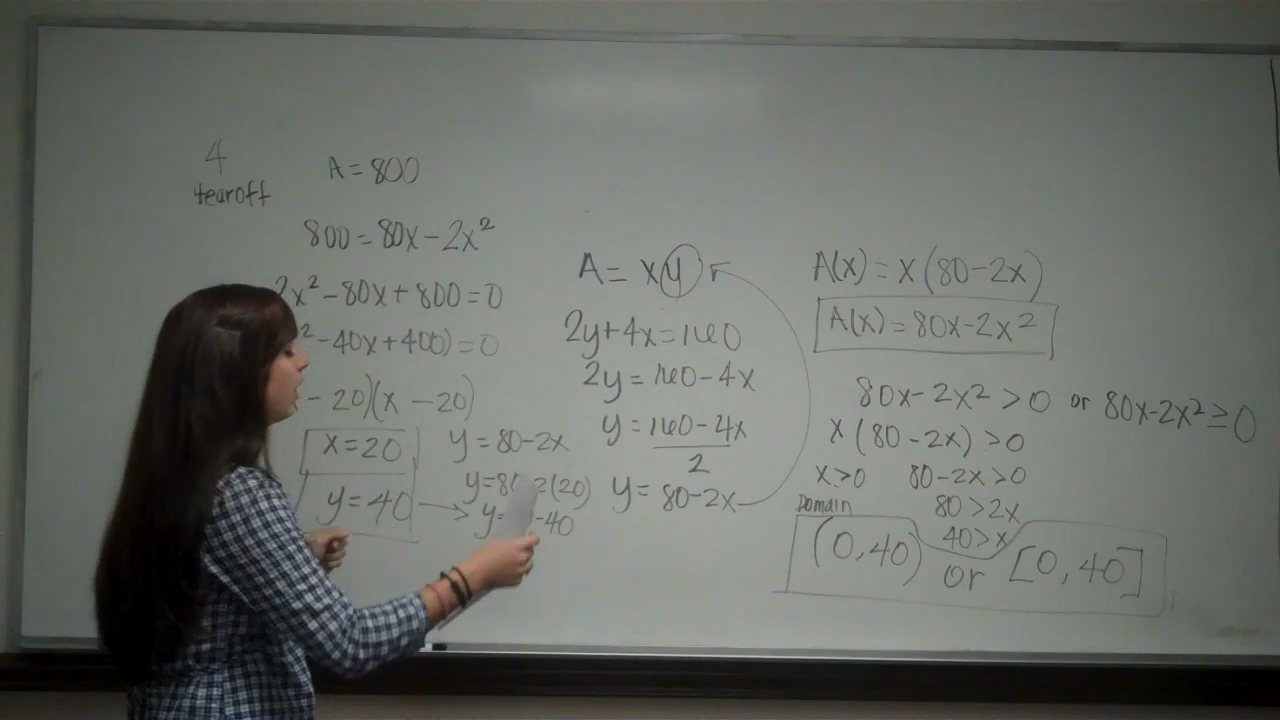 4
tearoff
A = 800
800 = 80x - 2x²
2x² - 80x + 800 = 0
² - 40x + 400) = 0
- 20)(x - 20)
x = 20
y = 40 →
y = 80 - 2x
y = 80 - 2(20)
y = - 40
A = xy
2y + 4x = 160
2y = 160 - 4x
y = 160 - 4x
2
y = 80 - 2x
A(x) = x(80 - 2x)
A(x) = 80x - 2x²
80x - 2x² > 0 or 80x - 2x² ≥ 0
x(80 - 2x) > 0
x > 0 80 - 2x > 0
80 > 2x
40 > x
Domain
(0, 40) or [0, 40]